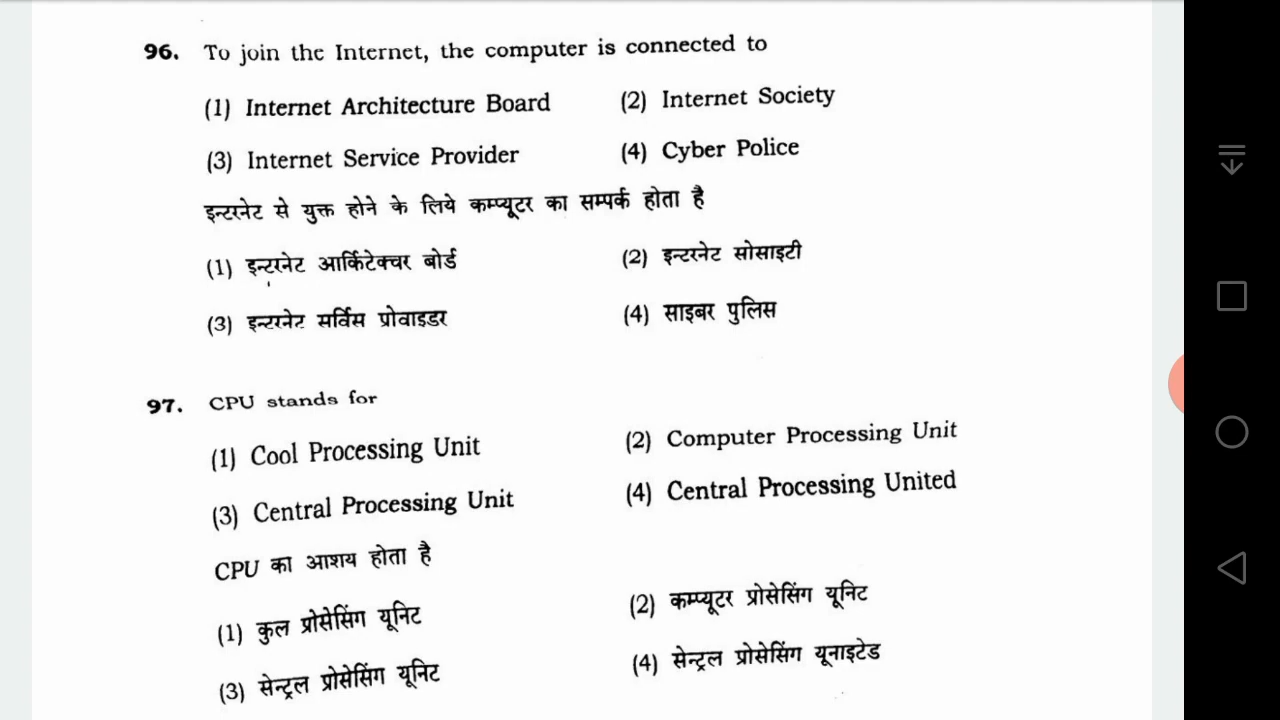 96. To join the Internet, the computer is connected to
(1) Internet Architecture Board (2) Internet Society
(3) Internet Service Provider (4) Cyber Police
इन्टरनेट से युक्त होने के लिये कम्प्यूटर का सम्पर्क होता है
(1) इन्टरनेट आर्किटेक्चर बोर्ड (2) इन्टरनेट सोसाइटी
(3) इन्टरनेट सर्विस प्रोवाइडर (4) साइबर पुलिस
97. CPU stands for
(1) Cool Processing Unit (2) Computer Processing Unit
(3) Central Processing Unit (4) Central Processing United
CPU का आशय होता है
(1) कुल प्रोसेसिंग यूनिट (2) कम्प्यूटर प्रोसेसिंग यूनिट
(3) सेन्ट्रल प्रोसेसिंग यूनिट (4) सेन्ट्रल प्रोसेसिंग यूनाइटेड